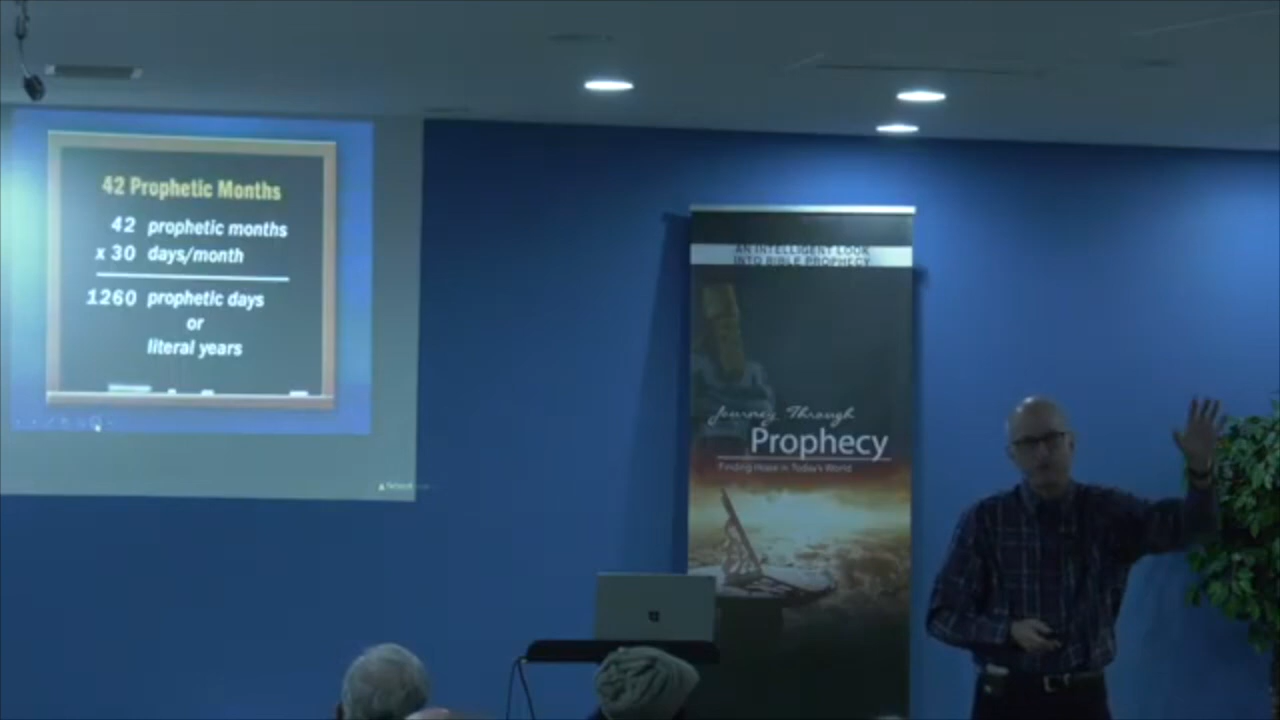 42 Prophetic Months
42 prophetic months
x 30 days/month
1260 prophetic days
or
literal years
AN INTELLIGENT LOOK
INTO BIBLE PROPHECY
Journey Through
Prophecy
Finding Hope in Today's World